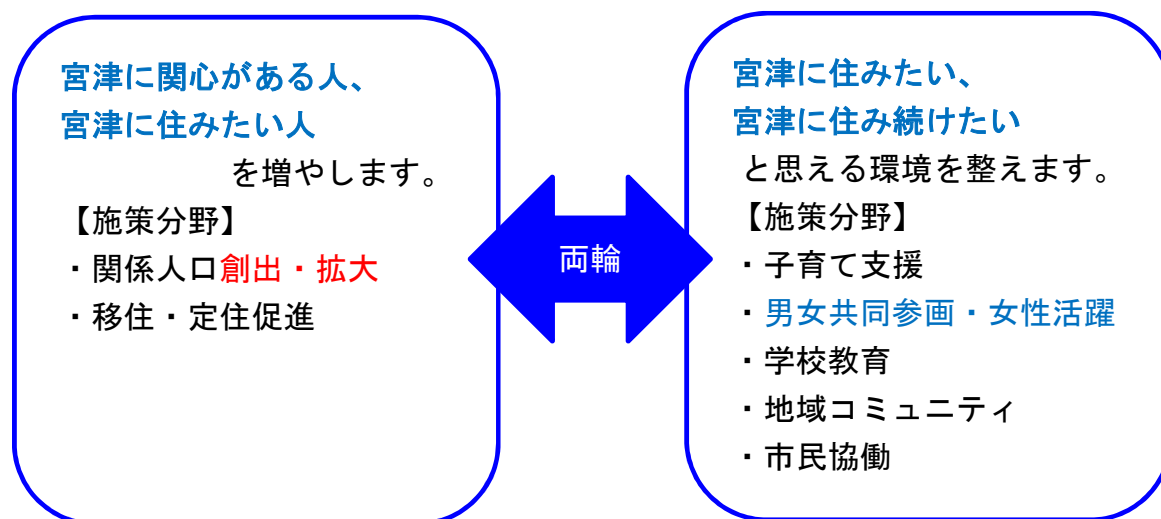 宮津に関心がある人、
宮津に住みたい人
を増やします。
【施策分野】
・関係人口創出・拡大
・移住・定住促進
両輪
宮津に住みたい、
宮津に住み続けたい
と思える環境を整えます。
【施策分野】
・子育て支援
・男女共同参画・女性活躍
・学校教育
・地域コミュニティ
・市民協働